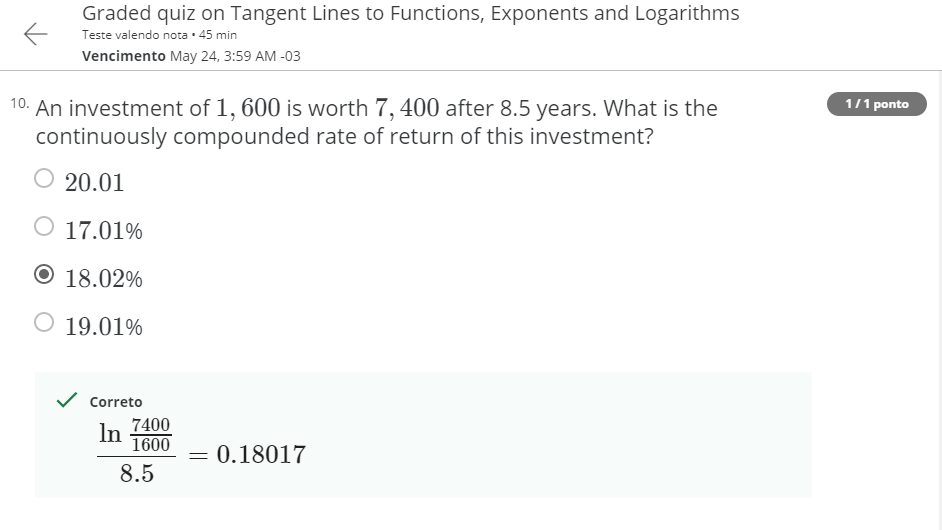 Graded quiz on Tangent Lines to Functions, Exponents and Logarithms
Teste valendo nota • 45 min
Vencimento May 24, 3:59 AM -03
10. An investment of 1, 600 is worth 7, 400 after 8.5 years. What is the
continuously compounded rate of return of this investment?
1 / 1 ponto
20.01
17.01%
18.02%
19.01%
Correto
ln 7400
1600
8.5
= 0.18017